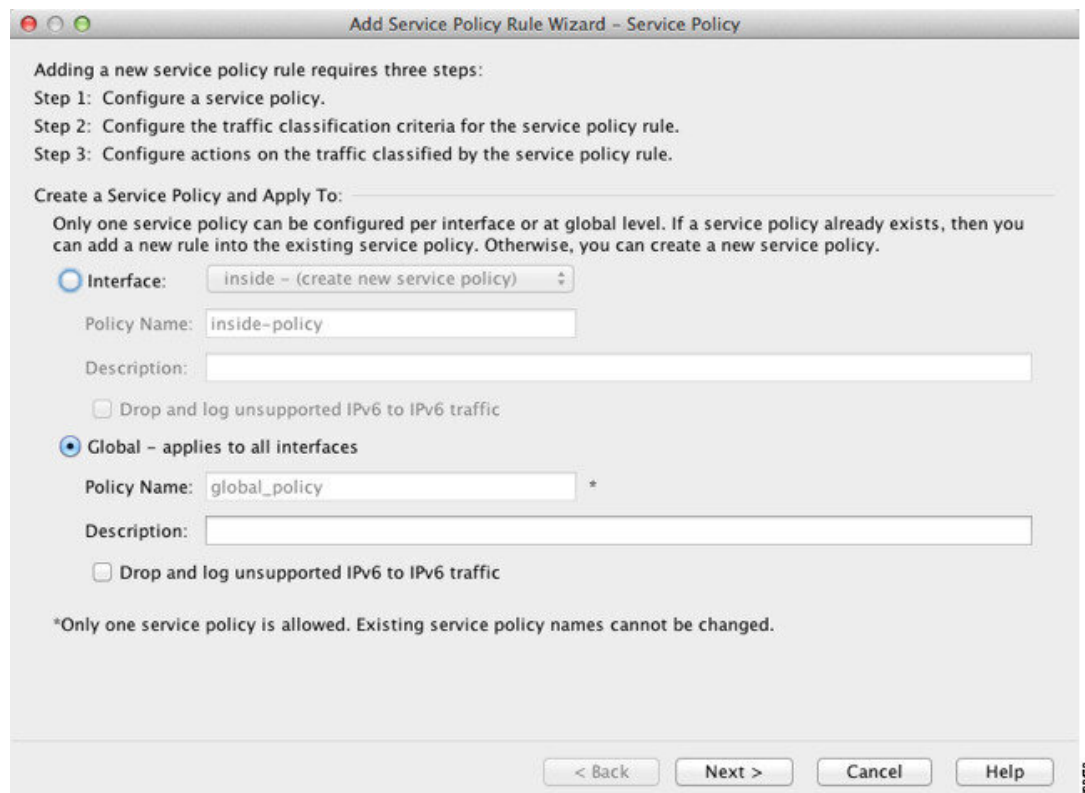 Add Service Policy Rule Wizard – Service Policy
Adding a new service policy rule requires three steps:
Step 1: Configure a service policy.
Step 2: Configure the traffic classification criteria for the service policy rule.
Step 3: Configure actions on the traffic classified by the service policy rule.
Create a Service Policy and Apply To:
Only one service policy can be configured per interface or at global level. If a service policy already exists, then you
can add a new rule into the existing service policy. Otherwise, you can create a new service policy.
Interface: inside – (create new service policy)
Policy Name: inside-policy
Description:
Drop and log unsupported IPv6 to IPv6 traffic
Global – applies to all interfaces
Policy Name: global_policy *
Description:
Drop and log unsupported IPv6 to IPv6 traffic
*Only one service policy is allowed. Existing service policy names cannot be changed.
< Back Next > Cancel Help